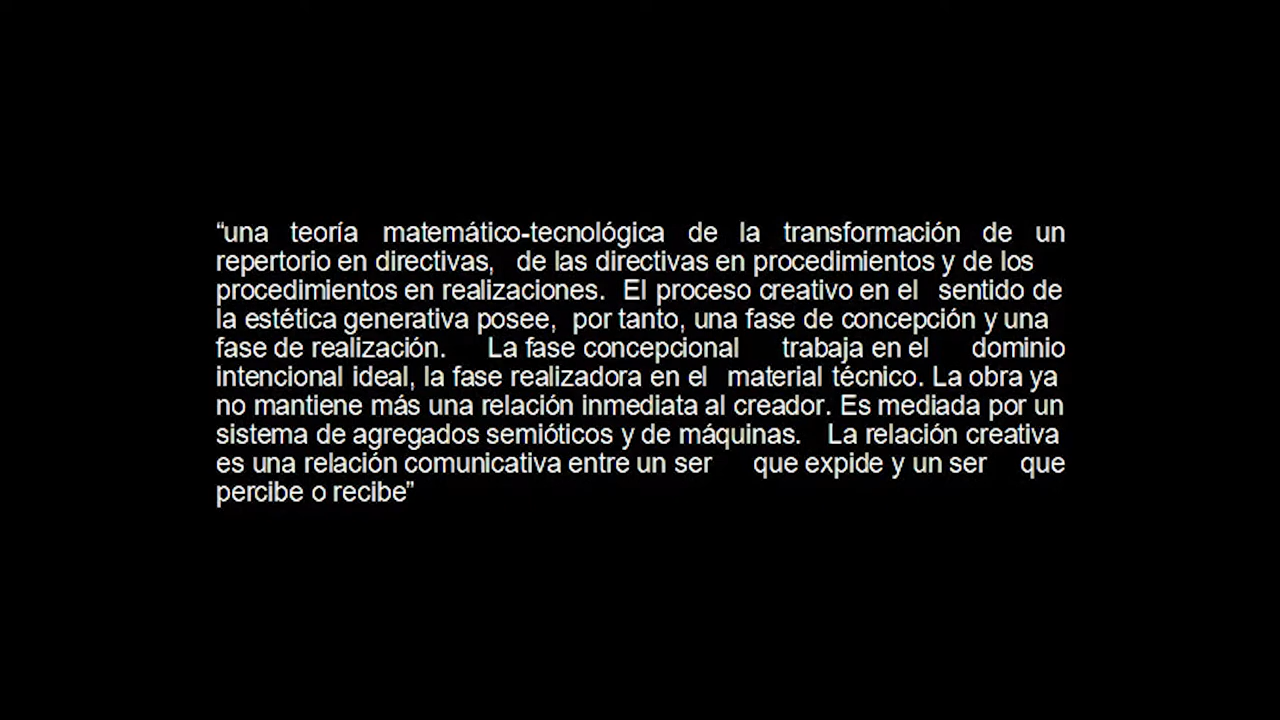 “una teoría matemático-tecnológica de la transformación de un
repertorio en directivas, de las directivas en procedimientos y de los
procedimientos en realizaciones. El proceso creativo en el sentido de
la estética generativa posee, por tanto, una fase de concepción y una
fase de realización. La fase concepcional trabaja en el dominio
intencional ideal, la fase realizadora en el material técnico. La obra ya
no mantiene más una relación inmediata al creador. Es mediada por un
sistema de agregados semióticos y de máquinas. La relación creativa
es una relación comunicativa entre un ser que expide y un ser que
percibe o recibe”